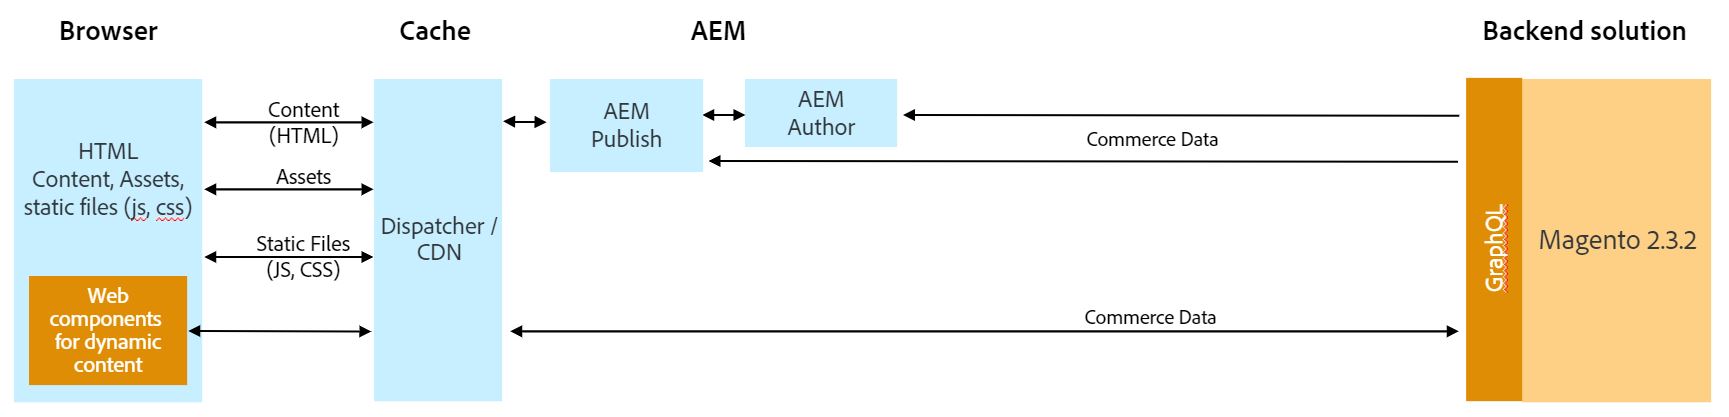 Browser
Cache
AEM
Backend solution
HTML
Content, Assets,
static files (js, css)
Web
components
for dynamic
content
Content
(HTML)
Assets
Static Files
(JS, CSS)
Dispatcher /
CDN
AEM
Publish
AEM
Author
Commerce Data
Commerce Data
GraphQL
Magento 2.3.2